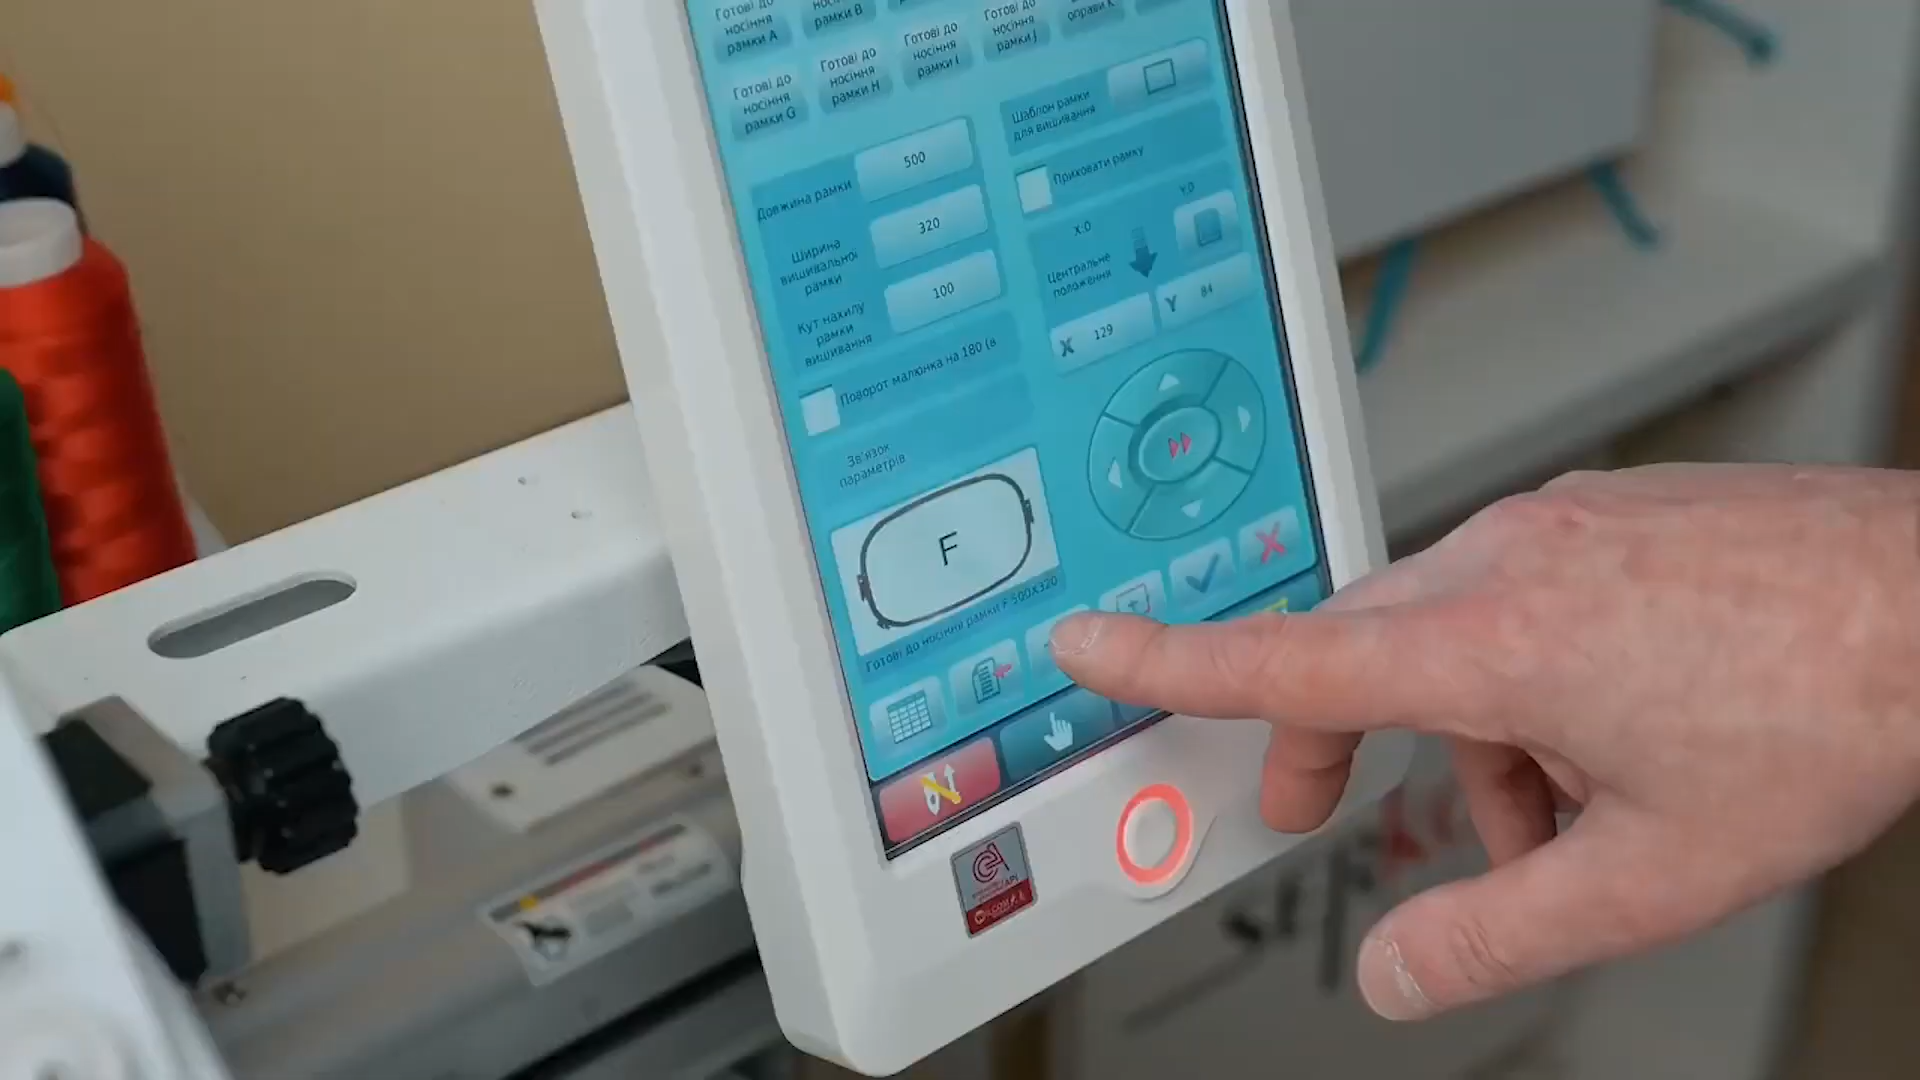 Готові до
носіння
рамки A
рамки B
Готові до
носіння
рамки G
Готові до
носіння
рамки H
Готові до
носіння
рамки I
Готові до
носіння
рамки J
оправи K
Довжина рамки
500
Ширина
вишивальної
рамки
320
Кут нахилу
рамки
вишивання
100
Поворот малюнка на 180 (в
Зв'язок
параметрів
F
Готові до носіння рамки F 500X320
Шаблон рамки
для вишивання
Приховати рамку
X:0
Y:0
Центральне
положення
X 129
Y 84